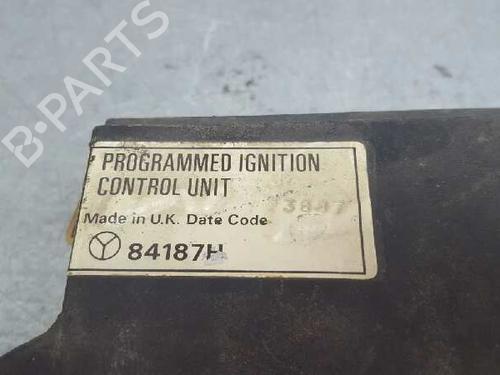 B-PARTS
PROGRAMMED IGNITION
CONTROL UNIT
Made in U.K. Date Code
84187H